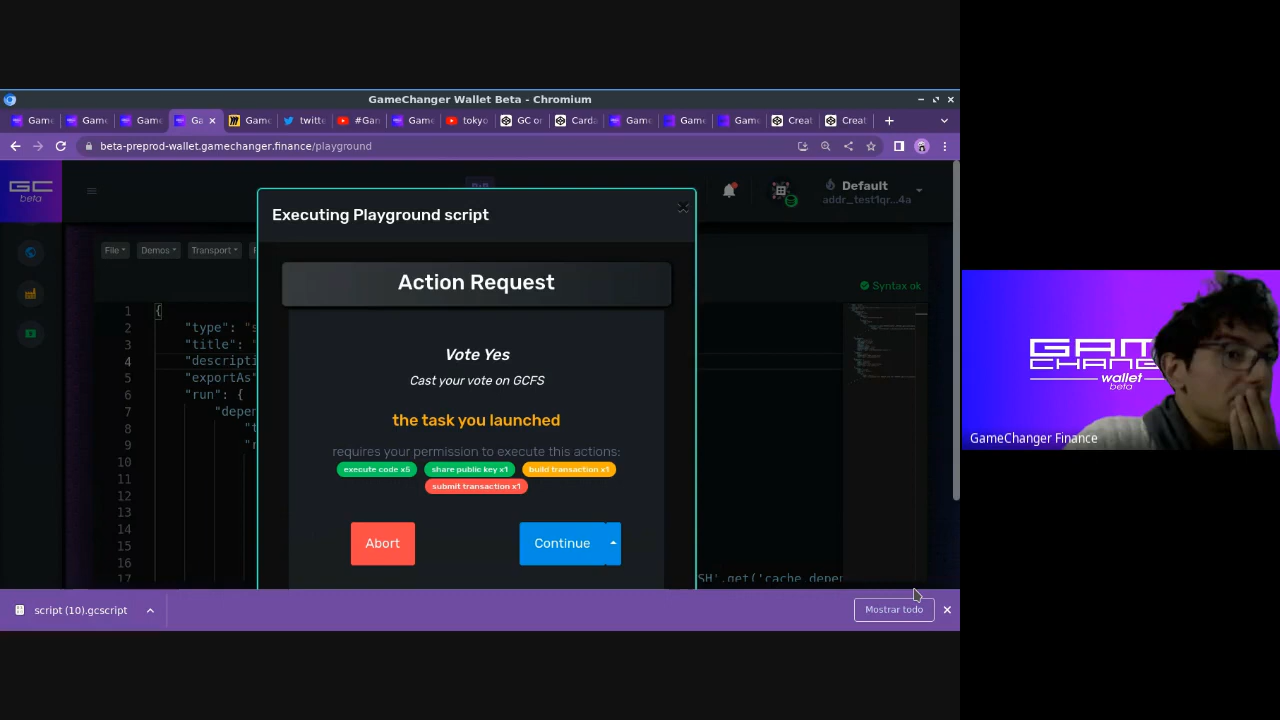 GameChanger Wallet Beta - Chromium
Game
Game
Game
Ga
Game
twitte
#Gan
Game
tokyo
GC or
Carda
Game
Game
Game
Creat
Creat
beta-preprod-wallet.gamechanger.finance/playground
GC
beta
Default
addr_test1qr...4a
Executing Playground script
File
Demos
Transport
Action Request
Syntax ok
1 {
2 "type": "s
3 "title": "
4 "descripti
5 "exportAs"
6 "run": {
7 "depen
8 "t
9 "r
10
11
12
13
14
15
16
17
SH'.get('cache.depen
Vote Yes
Cast your vote on GCFS
the task you launched
requires your permission to execute this actions:
execute code x5
share public key x1
build transaction x1
submit transaction x1
Abort
Continue
script (10).gcscript
Mostrar todo
GAM
CHANG
wallet
beta
GameChanger Finance